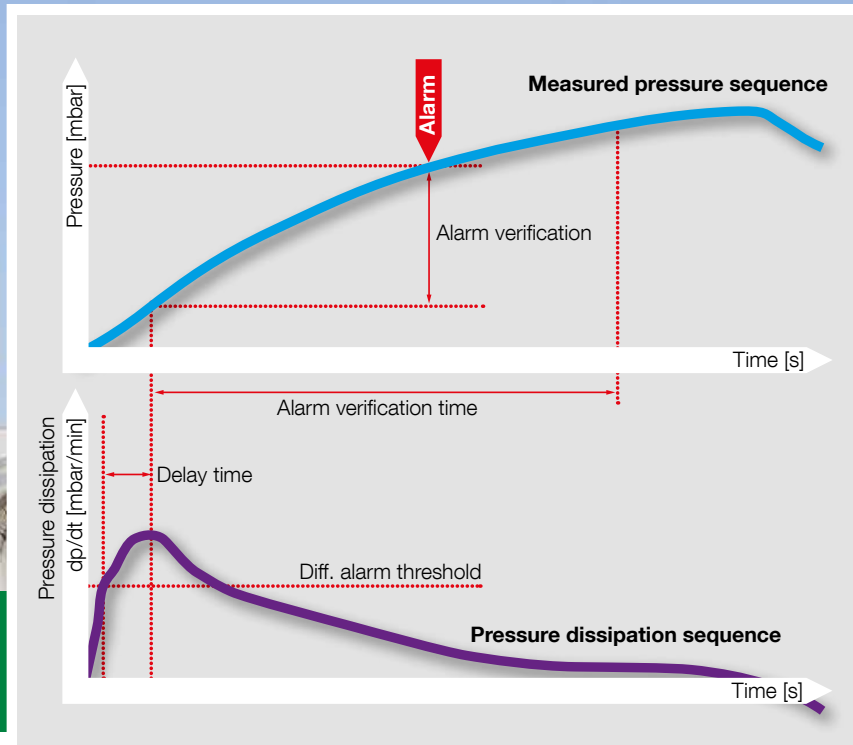 Measured pressure sequence
Alarm
Pressure [mbar]
Alarm verification
Time [s]
Alarm verification time
Pressure dissipation
dp/dt [mbar/min]
Delay time
Diff. alarm threshold
Pressure dissipation sequence
Time [s]